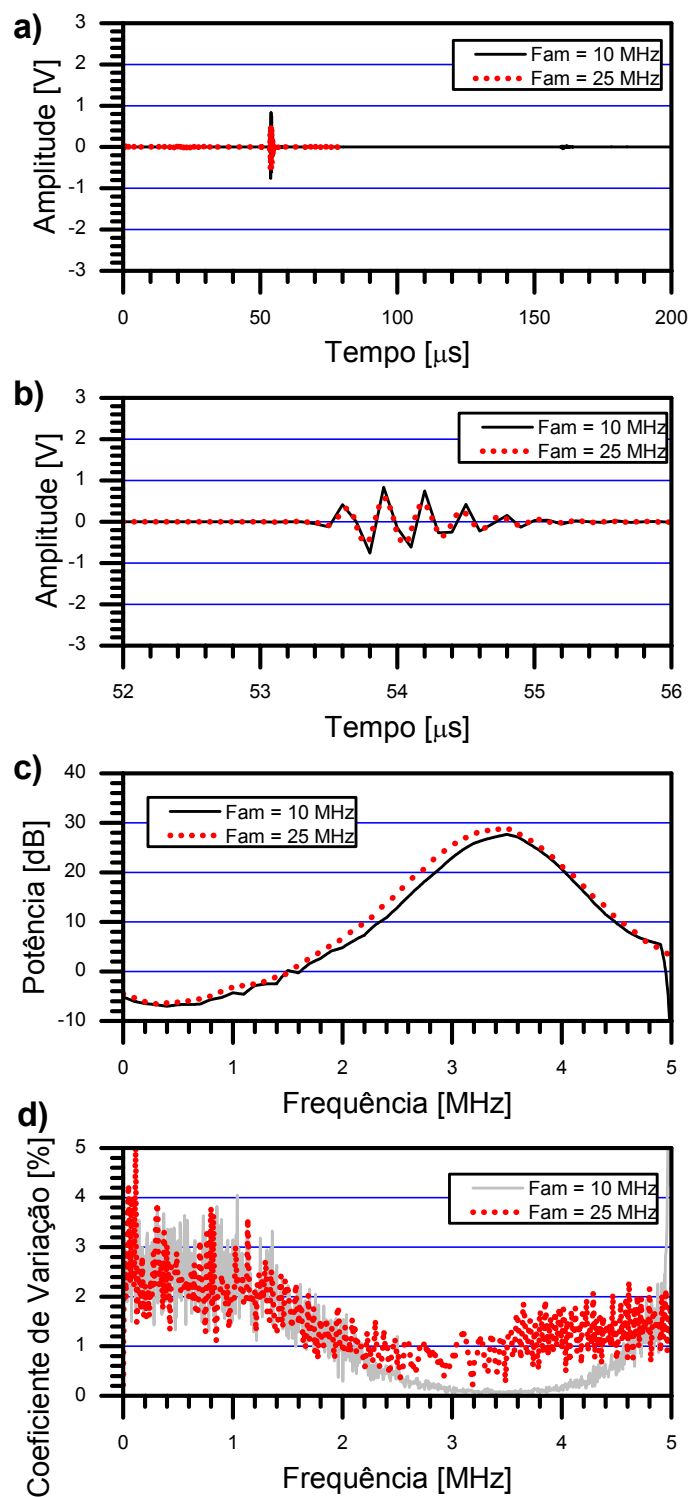 a)
Amplitude [V]
3
2
1
0
-1
-2
-3
Fam = 10 MHz
Fam = 25 MHz
0 50 100 150 200
Tempo [μs]
b)
Amplitude [V]
3
2
1
0
-1
-2
-3
Fam = 10 MHz
Fam = 25 MHz
52 53 54 55 56
Tempo [μs]
c)
Potência [dB]
40
30
20
10
0
-10
Fam = 10 MHz
Fam = 25 MHz
0 1 2 3 4 5
Frequência [MHz]
d)
Coeficiente de Variação [%]
5
4
3
2
1
0
Fam = 10 MHz
Fam = 25 MHz
0 1 2 3 4 5
Frequência [MHz]